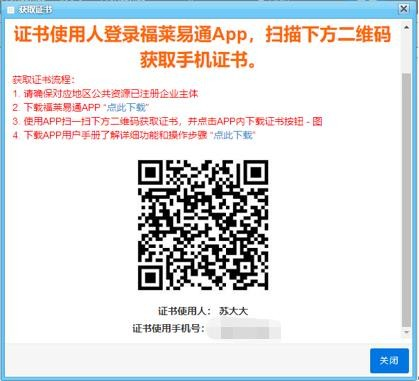 获取证书
证书使用人登录福莱易通App，扫描下方二维码
获取手机证书。
获取证书流程：
1. 请确保对应地区公共资源已注册企业主体
2. 下载福莱易通APP “点此下载”
3. 使用APP扫一扫下方二维码获取证书，并点击APP内下载证书按钮 - 图
4. 下载APP用户手册了解详细功能和操作步骤 “点此下载”
证书使用人： 苏大大
证书使用手机号：
关闭